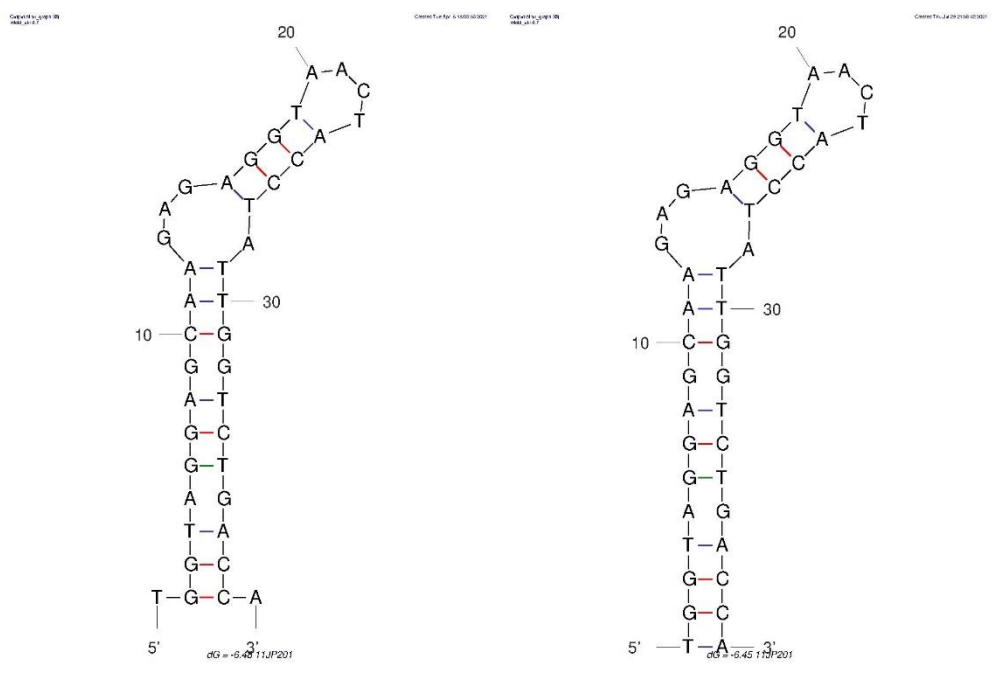 20
A A
C
T T
G A
G C
G A C
A T
G A
A T
A T 30
10 C G
G G
A T
G C
G T
A G
T A
G C
T G C A
5' 3'
dG = -6.45 11JP201
20
A A
C
T T
G A
G C
G A C
A T
G A
A T
A T 30
10 C G
G G
A T
G C
G T
A G
T A
G C
G C
5' T A 3'
dG = -6.45 11JP201